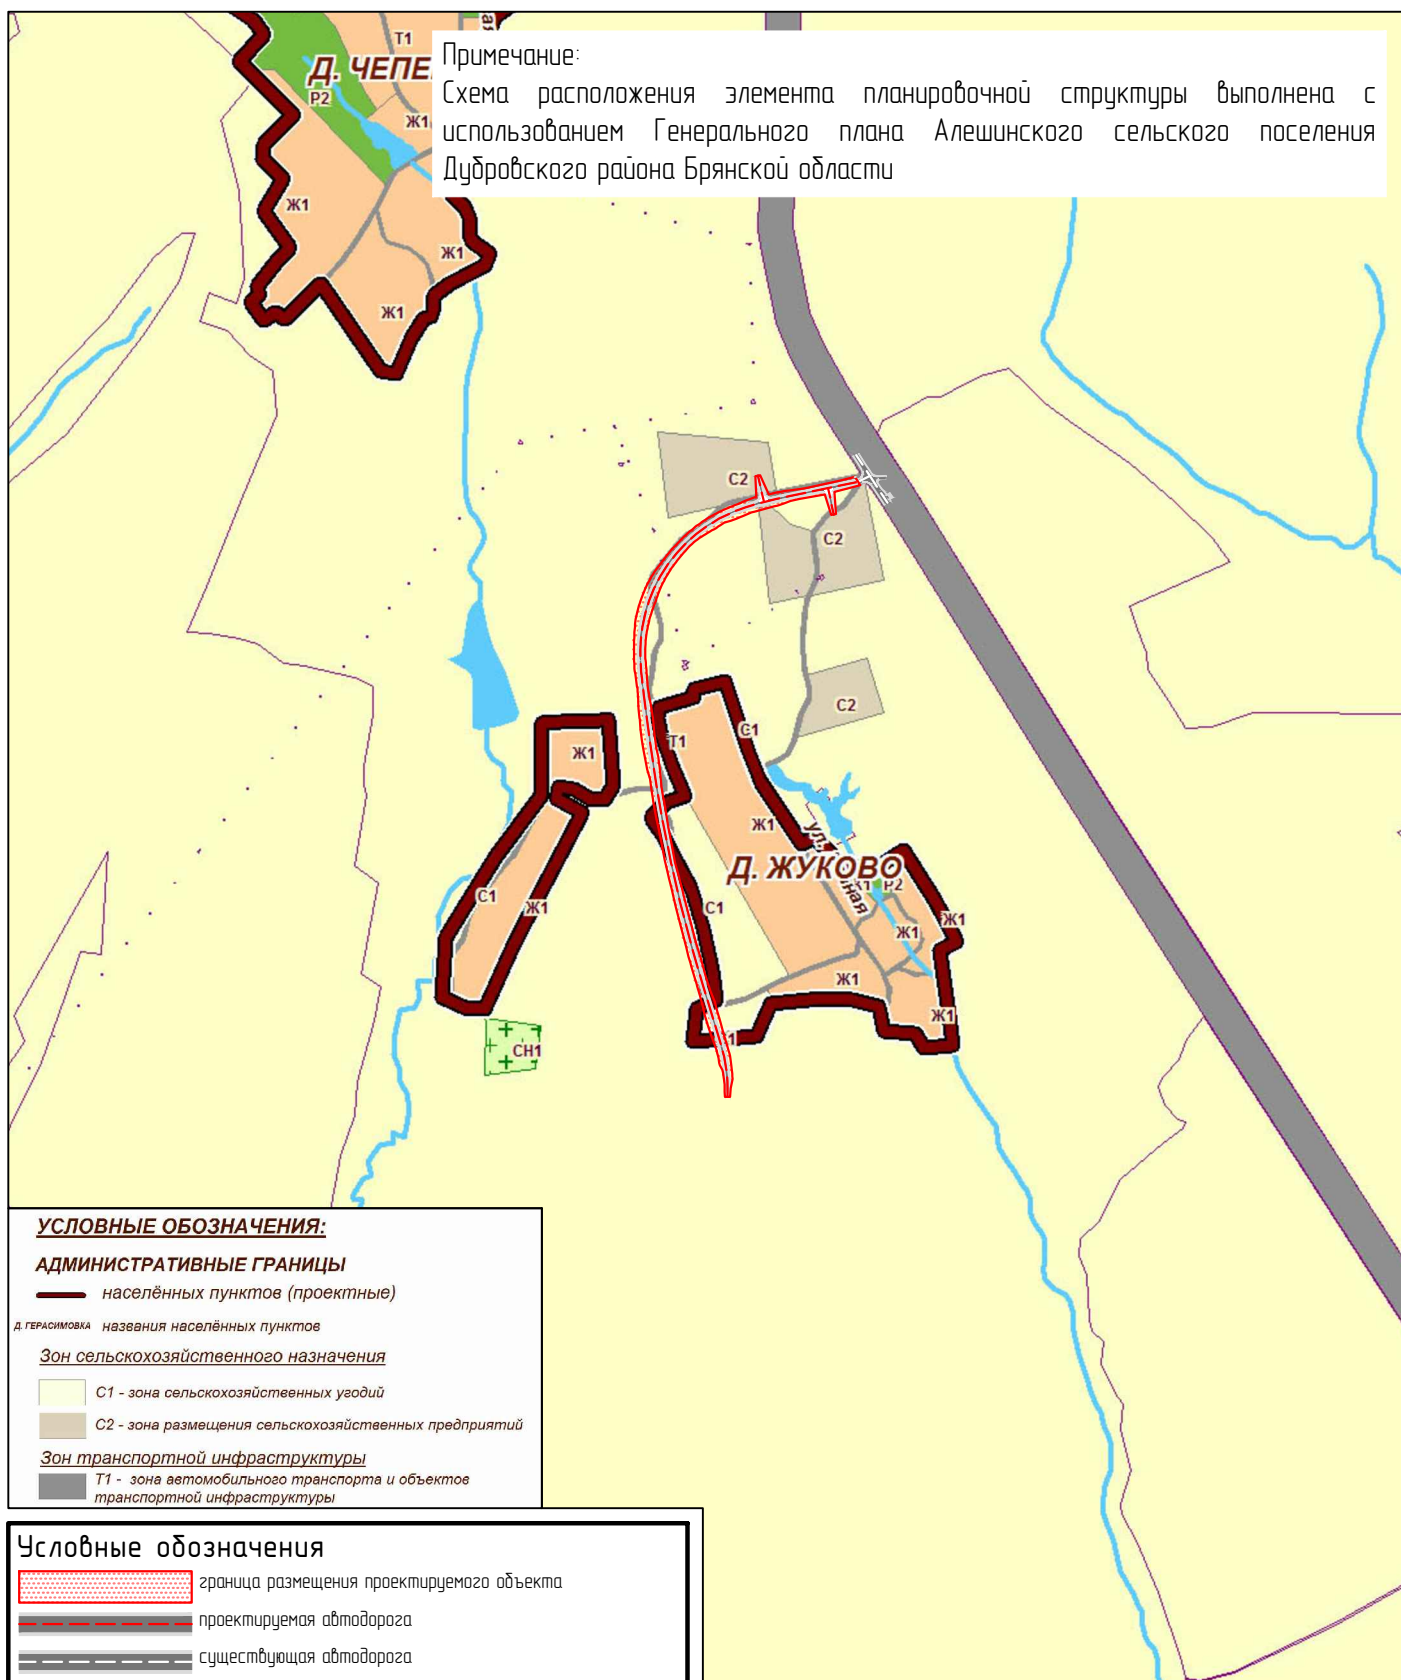 Т1
Д. ЧЕПЕ
Р2
Ж1
Ж1
Ж1
Ж1
Примечание:
Схема расположения элемента планировочной структуры выполнена с
использованием Генерального плана Алешинского сельского поселения
Дубровского района Брянской области
С2
С2
С2
Т1
С1
Ж1
Ж1
Д. ЖУКОВО
Р2
С1
Ж1
С1
Ж1
Ж1
Ж1
Ж1
СН1
УСЛОВНЫЕ ОБОЗНАЧЕНИЯ:
АДМИНИСТРАТИВНЫЕ ГРАНИЦЫ
населённых пунктов (проектные)
Д. ГЕРАСИМОВКА названия населённых пунктов
Зон сельскохозяйственного назначения
С1 - зона сельскохозяйственных угодий
С2 - зона размещения сельскохозяйственных предприятий
Зон транспортной инфраструктуры
Т1 - зона автомобильного транспорта и объектов
транспортной инфраструктуры
Условные обозначения
граница размещения проектируемого объекта
проектируемая автодорога
существующая автодорога